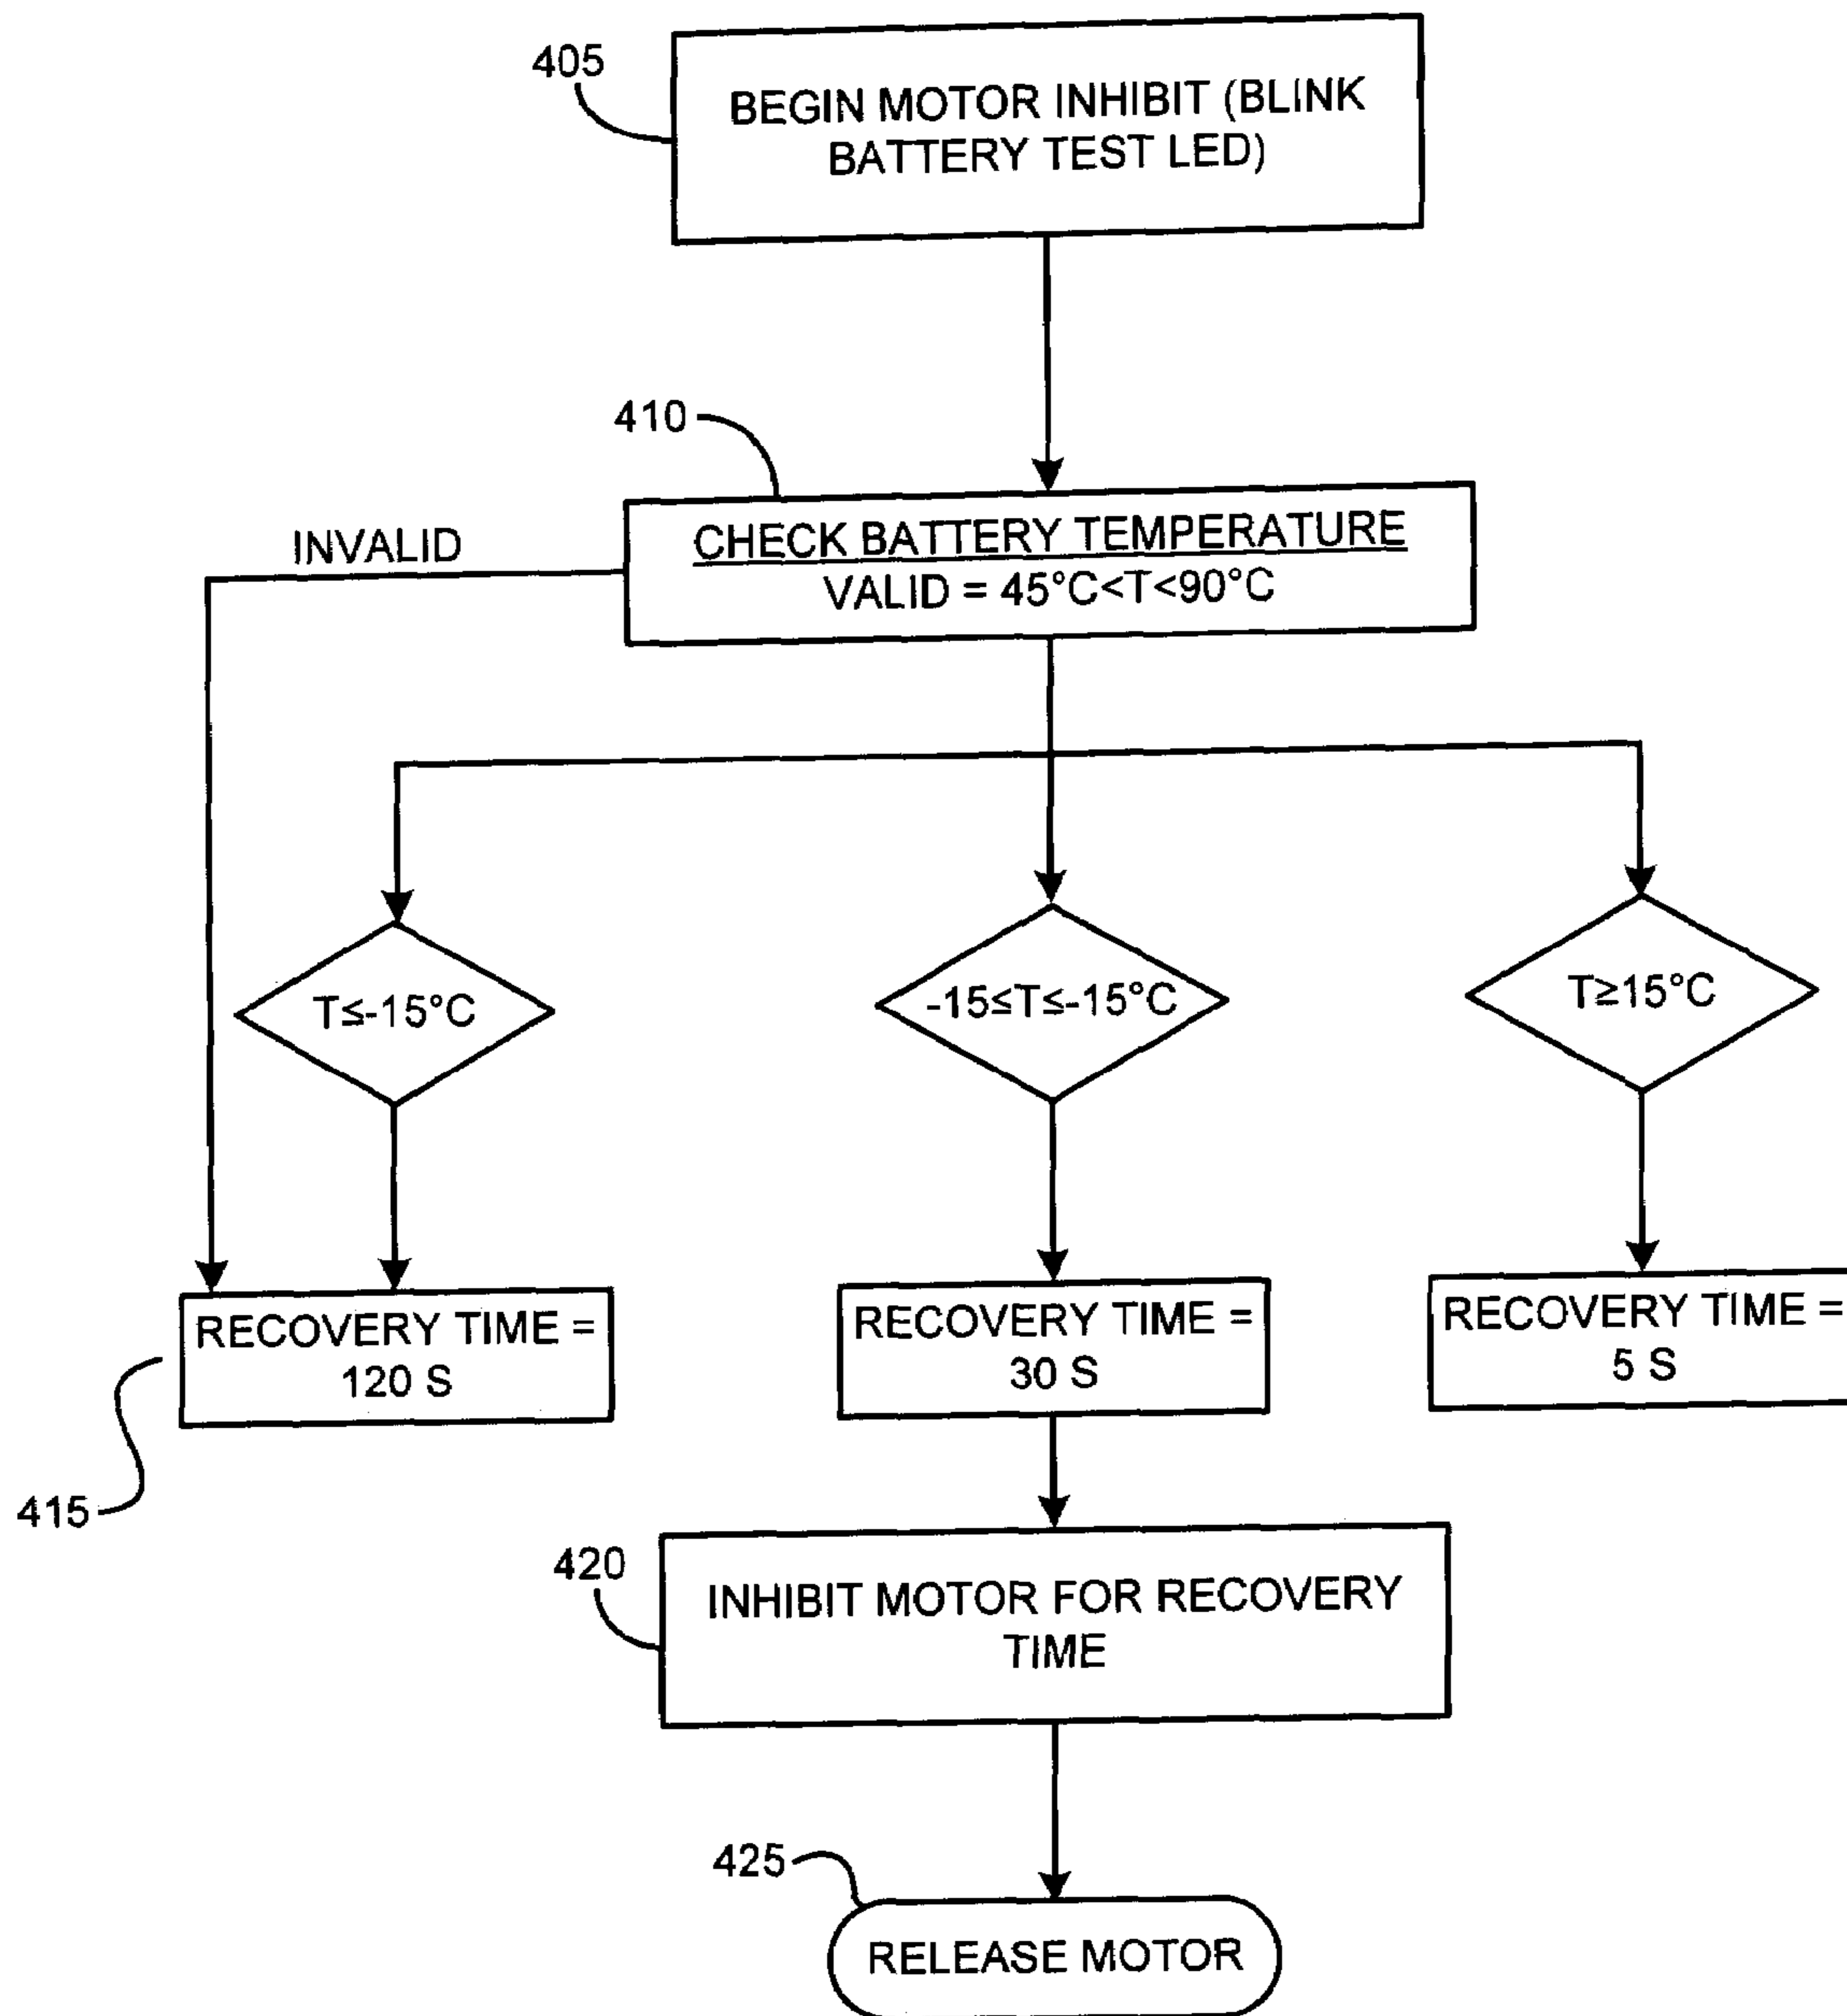 405
BEGIN MOTOR INHIBIT (BLINK
BATTERY TEST LED)
410
INVALID
CHECK BATTERY TEMPERATURE
VALID = 45°C<T<90°C
T≤-15°C
-15≤T≤-15°C
T≥15°C
RECOVERY TIME =
120 S
RECOVERY TIME =
30 S
RECOVERY TIME =
5 S
415
420
INHIBIT MOTOR FOR RECOVERY
TIME
425
RELEASE MOTOR